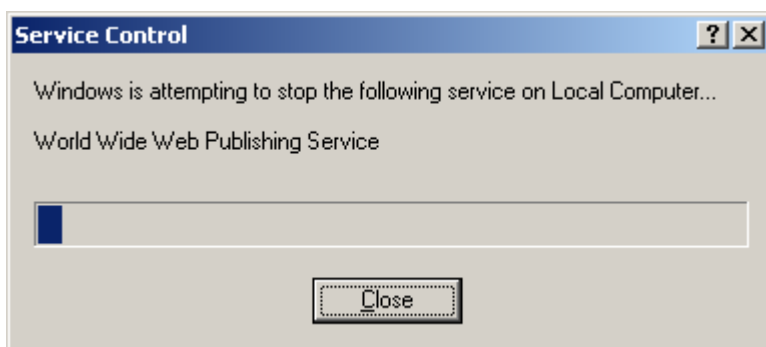 Service Control
Windows is attempting to stop the following service on Local Computer...
World Wide Web Publishing Service
Close